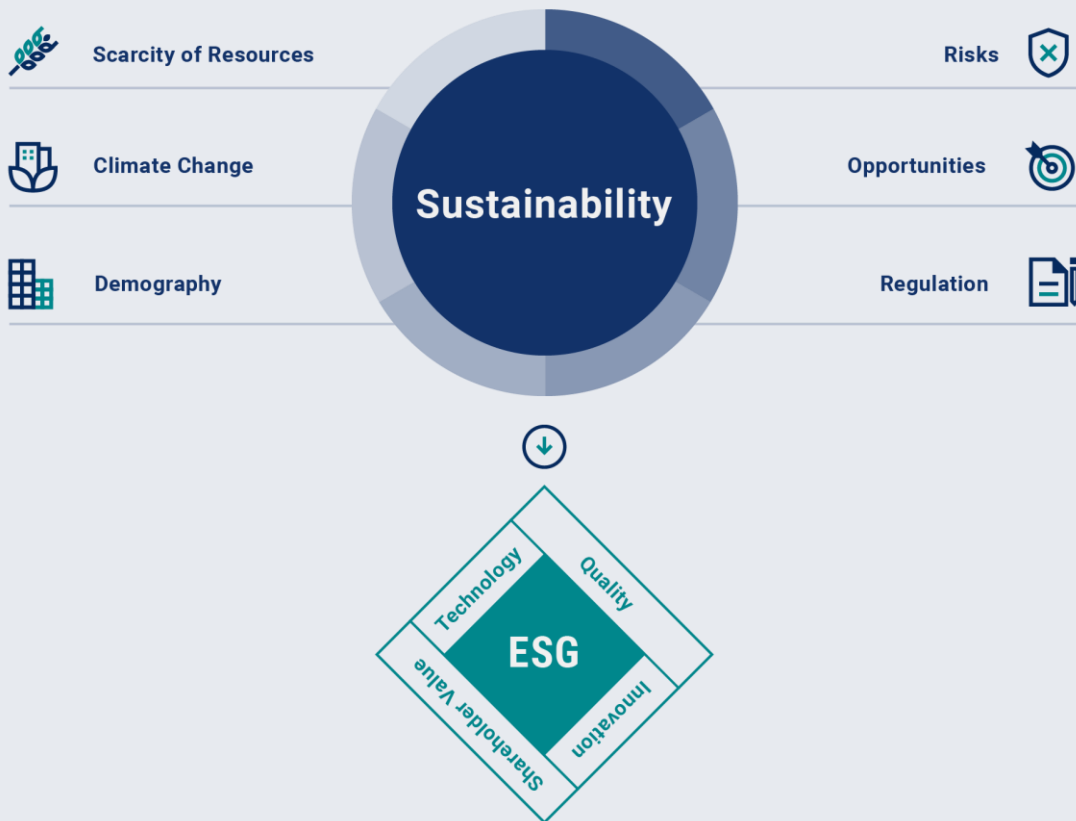 Scarcity of Resources
Risks
Climate Change
Opportunities
Sustainability
Demography
Regulation
Technology
Quality
ESG
Shareholder Value
Innovation